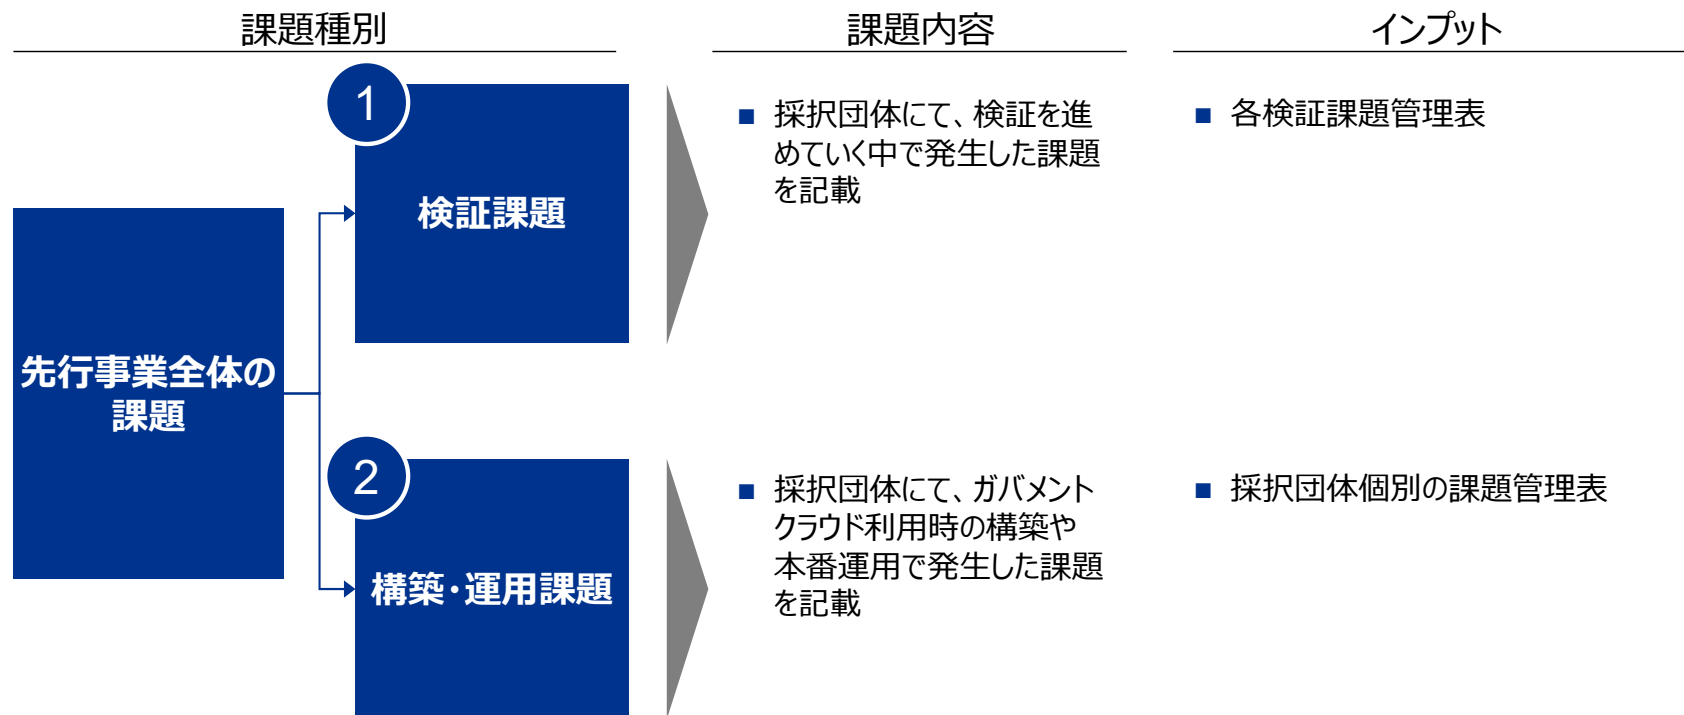 課題種別
課題内容
インプット
先行事業全体の
課題
1
検証課題
■ 採択団体にて、検証を進
めていく中で発生した課題
を記載
■ 各検証課題管理表
2
構築・運用課題
■ 採択団体にて、ガバメント
クラウド利用時の構築や
本番運用で発生した課題
を記載
■ 採択団体個別の課題管理表